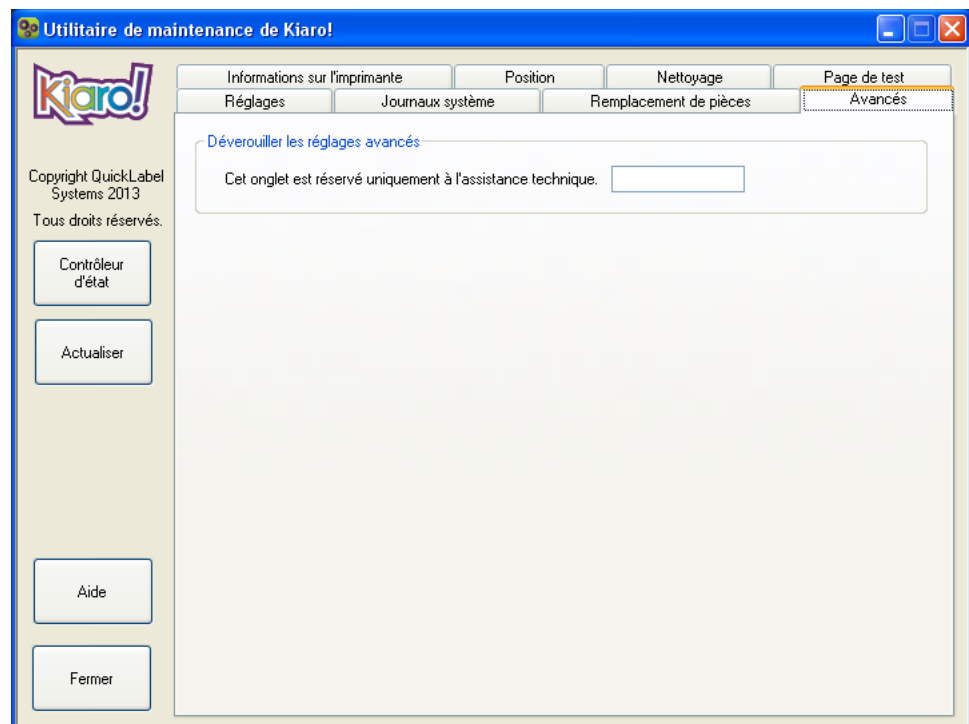 Utilitaire de maintenance de Kiaro!
Kiaro!
Informations sur l'imprimante
Position
Nettoyage
Page de test
Réglages
Journaux système
Remplacement de pièces
Avancés
Déverouiller les réglages avancés
Cet onglet est réservé uniquement à l'assistance technique.
Copyright QuickLabel
Systems 2013
Tous droits réservés.
Contrôleur
d'état
Actualiser
Aide
Fermer